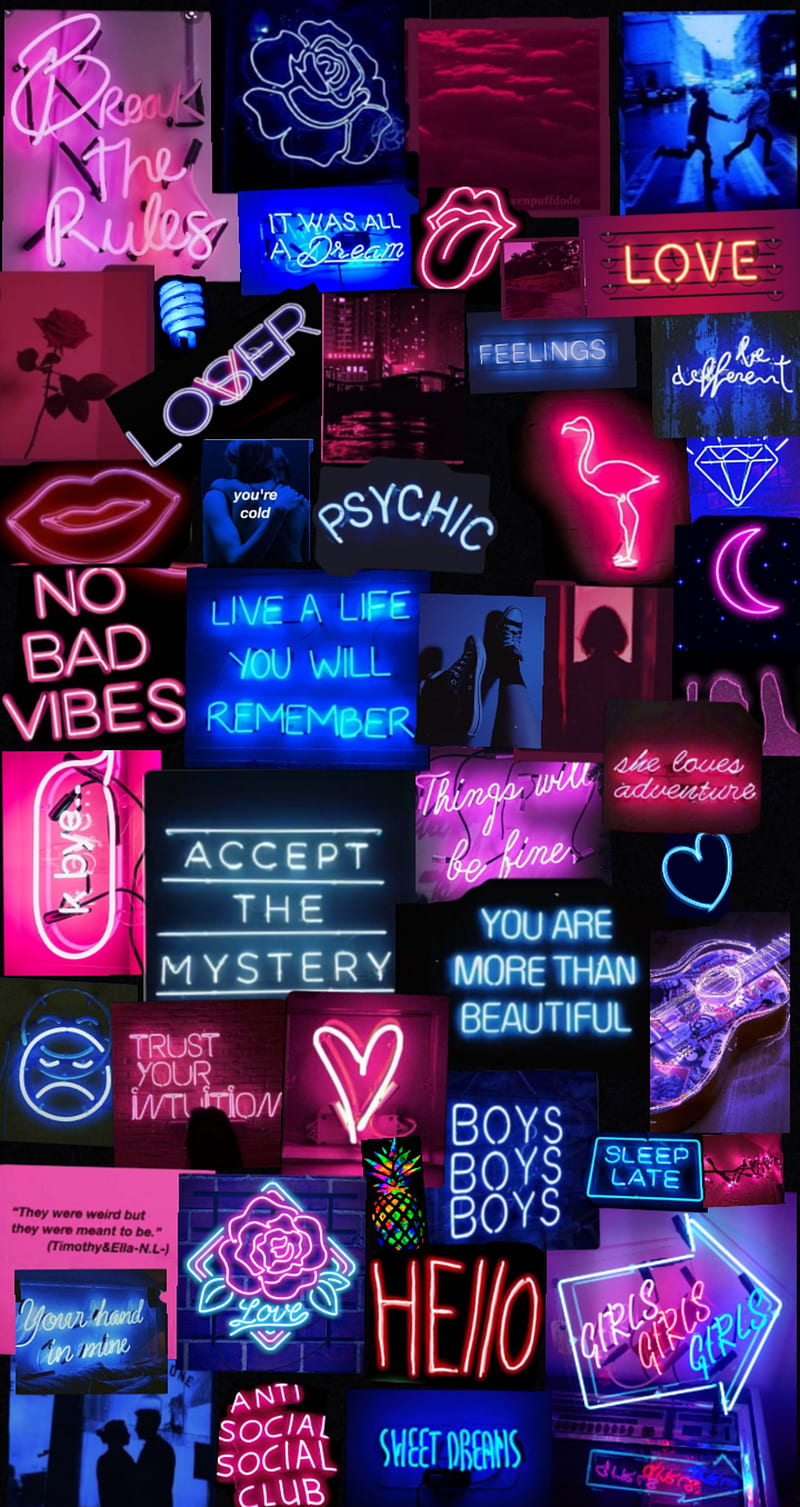 Break
the
Rules
IT WAS ALL
A Dream
venpuffdodo
LOVE
LOSER
FEELINGS
be
different
you're
cold
PSYCHIC
NO
BAD
VIBES
LIVE A LIFE
YOU WILL
REMEMBER
she loves
adventure
k bye..
Things will
be fine.
ACCEPT
THE
MYSTERY
YOU ARE
MORE THAN
BEAUTIFUL
TRUST
YOUR
iNTUiTiON
BOYS
BOYS
BOYS
SLEEP
LATE
"They were weird but
they were meant to be."
(Timothy&Ella-N.L-)
Your hand
in mine
Love
HEllO
GIRLS
GIRLS
GIRLS
ANTI
SOCIAL
SOCIAL
CLUB
SWEET DREAMS